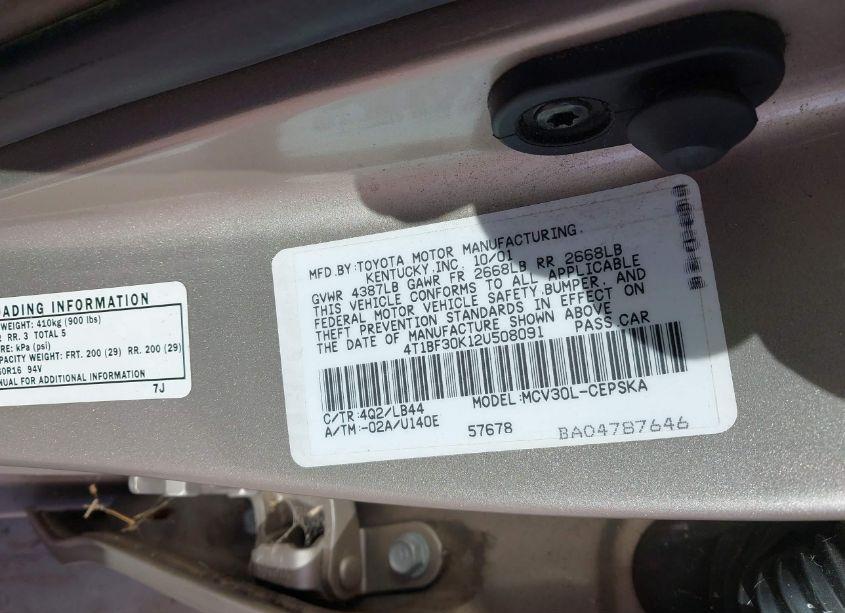 OADING INFORMATION
WEIGHT: 410kg (900 lbs)
RR. 3 TOTAL 5
RE: kPa (psi)
APACITY WEIGHT: FRT. 200 (29) RR. 200 (29)
60R16 94V
NUAL FOR ADDITIONAL INFORMATION
7J
MFD.BY:TOYOTA MOTOR MANUFACTURING.
KENTUCKY.INC. 10/01
GVWR 4387LB GAWR FR 2668LB RR 2668LB
THIS VEHICLE CONFORMS TO ALL APPLICABLE
FEDERAL MOTOR VEHICLE SAFETY.BUMPER. AND
THEFT PREVENTION STANDARDS IN EFFECT ON
THE DATE OF MANUFACTURE SHOWN ABOVE
4T1BF30K12U508091 PASS.CAR
C/TR:4Q2/LB44 MODEL:MCV30L-CEPSKA
A/TM:-02A/U140E 57678 BA04787646